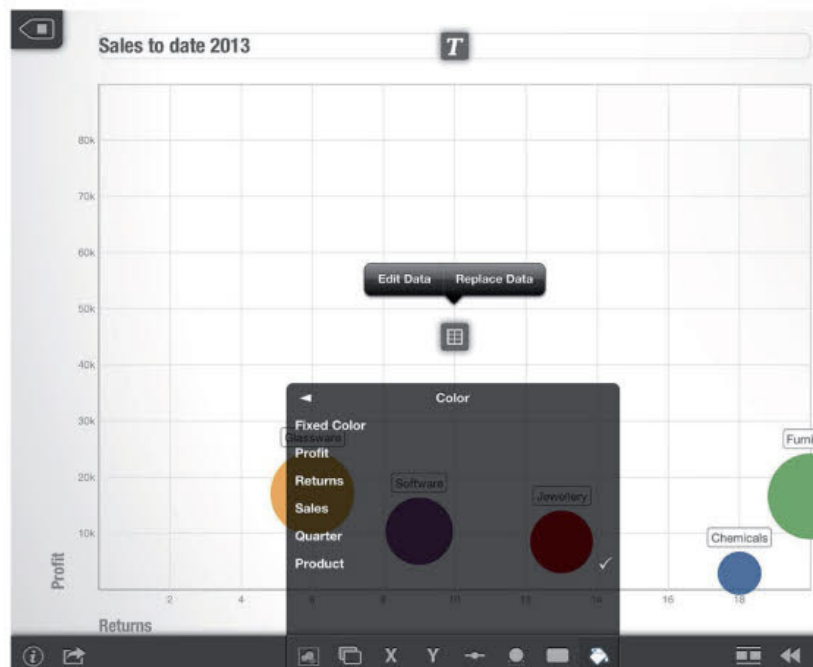 Sales to date 2013
T
80k
70k
60k
Edit Data Replace Data
50k
40k
Color
30k
Fixed Color
Glassware
Furni
Profit
20k
Returns
Software
Sales
Jewellery
10k
Quarter
Chemicals
Product
Profit
2 4 6 8 10 12 14 16 18
Returns
X Y